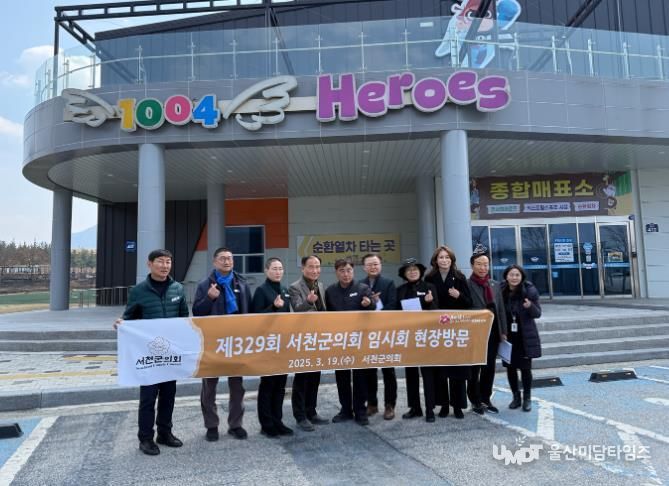 1004 Heroes
종합매표소
순환열차 타는 곳
서천군의회
제329회 서천군의회 임시회 현장방문
2025. 3. 19.(수) 서천군의회
UMDT 울산미담타임즈